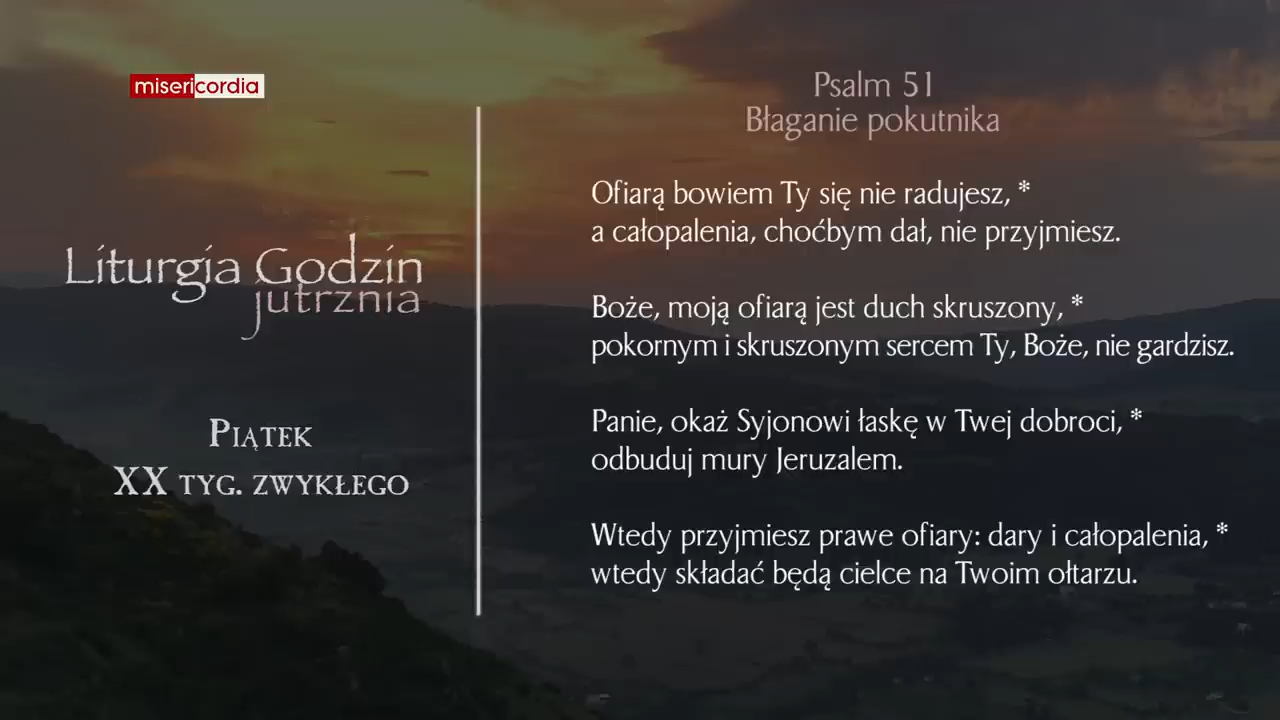 misericordia
Liturgia Godzin
jutrznia
Piątek
XX tyg. zwykłego
Psalm 51
Błaganie pokutnika
Ofiarą bowiem Ty się nie radujesz, *
a całopalenia, choćbym dał, nie przyjmiesz.
Boże, moją ofiarą jest duch skruszony, *
pokornym i skruszonym sercem Ty, Boże, nie gardzisz.
Panie, okaż Syjonowi łaskę w Twej dobroci, *
odbuduj mury Jeruzalem.
Wtedy przyjmiesz prawe ofiary: dary i całopalenia, *
wtedy składać będą cielce na Twoim ołtarzu.